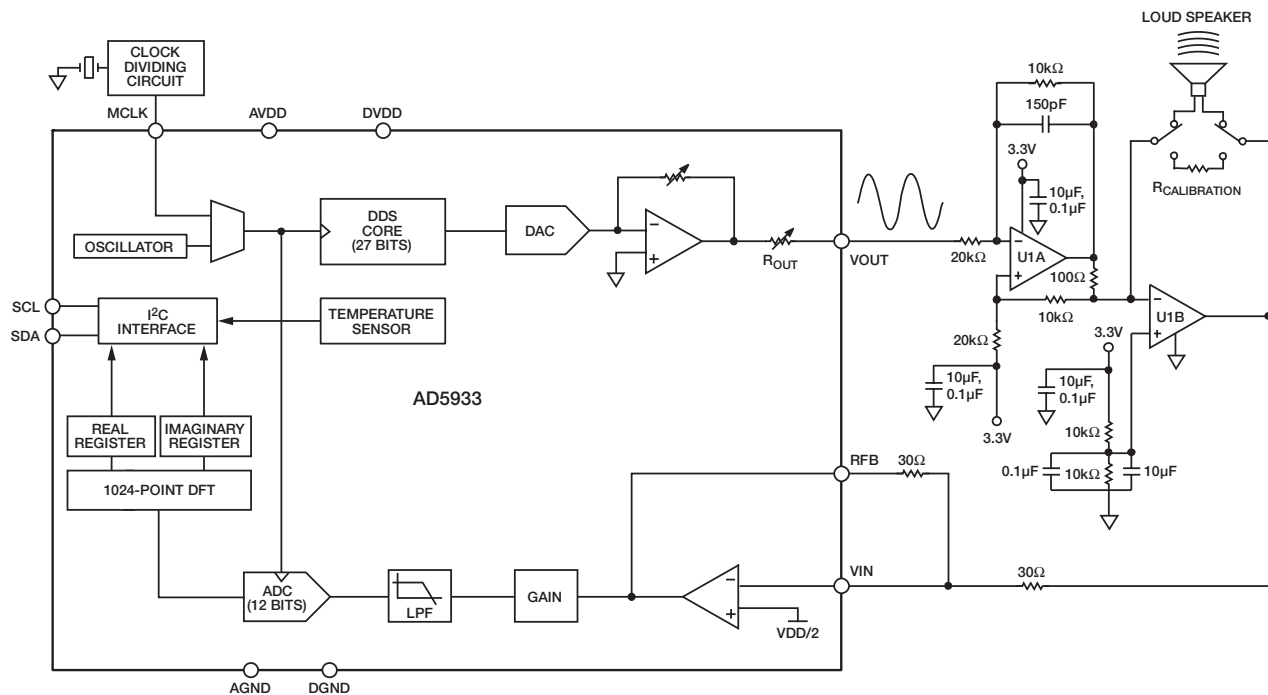 LOUD SPEAKER
CLOCK
DIVIDING
CIRCUIT
MCLK
AVDD
DVDD
10kΩ
150pF
3.3V
10µF,
0.1µF
RCALIBRATION
OSCILLATOR
DDS
CORE
(27 BITS)
DAC
ROUT
VOUT
20kΩ
U1A
100Ω
SCL
SDA
I²C
INTERFACE
TEMPERATURE
SENSOR
10kΩ
U1B
20kΩ
10µF,
0.1µF
3.3V
3.3V
10µF,
0.1µF
10kΩ
0.1µF
10kΩ
10µF
AD5933
REAL
REGISTER
IMAGINARY
REGISTER
1024-POINT DFT
RFB
30Ω
ADC
(12 BITS)
LPF
GAIN
VDD/2
VIN
30Ω
AGND
DGND